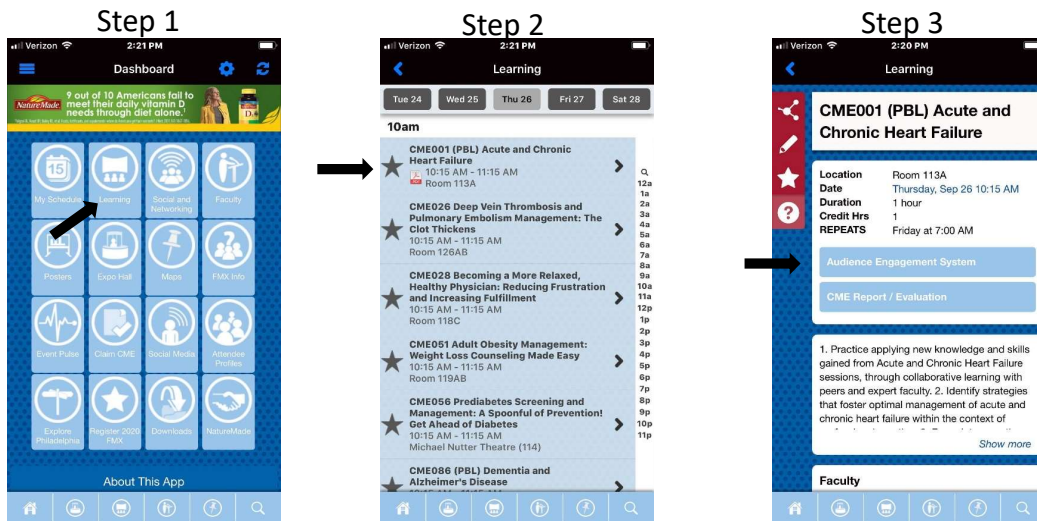 Step 1
Verizon 2:21 PM
Dashboard
Nature Made
9 out of 10 Americans fail to
meet their daily vitamin D
needs through diet alone.¹
15
My Schedule
Learning
Social and
Networking
Faculty
Posters
Expo Hall
Maps
FMX Info
Event Pulse
Claim CME
Social Media
Attendee
Profiles
Explore
Philadelphia
Register 2020
FMX
Downloads
NatureMade
About This App
Step 2
Verizon 2:21 PM
Learning
Tue 24 Wed 25 Thu 26 Fri 27 Sat 28
10am
CME001 (PBL) Acute and Chronic
Heart Failure
10:15 AM - 11:15 AM
Room 113A
CME026 Deep Vein Thrombosis and
Pulmonary Embolism Management: The
Clot Thickens
10:15 AM - 11:15 AM
Room 126AB
CME028 Becoming a More Relaxed,
Healthy Physician: Reducing Frustration
and Increasing Fulfillment
10:15 AM - 11:15 AM
Room 118C
CME051 Adult Obesity Management:
Weight Loss Counseling Made Easy
10:15 AM - 11:15 AM
Room 119AB
CME056 Prediabetes Screening and
Management: A Spoonful of Prevention!
Get Ahead of Diabetes
10:15 AM - 11:15 AM
Michael Nutter Theatre (114)
CME086 (PBL) Dementia and
Alzheimer's Disease
12a
1a
2a
3a
4a
5a
6a
7a
8a
9a
10a
11a
12p
1p
2p
3p
4p
5p
6p
7p
8p
9p
10p
11p
Step 3
Verizon 2:20 PM
Learning
CME001 (PBL) Acute and
Chronic Heart Failure
Location Room 113A
Date Thursday, Sep 26 10:15 AM
Duration 1 hour
Credit Hrs 1
REPEATS Friday at 7:00 AM
Audience Engagement System
CME Report / Evaluation
1. Practice applying new knowledge and skills
gained from Acute and Chronic Heart Failure
sessions, through collaborative learning with
peers and expert faculty. 2. Identify strategies
that foster optimal management of acute and
chronic heart failure within the context of
Show more
Faculty